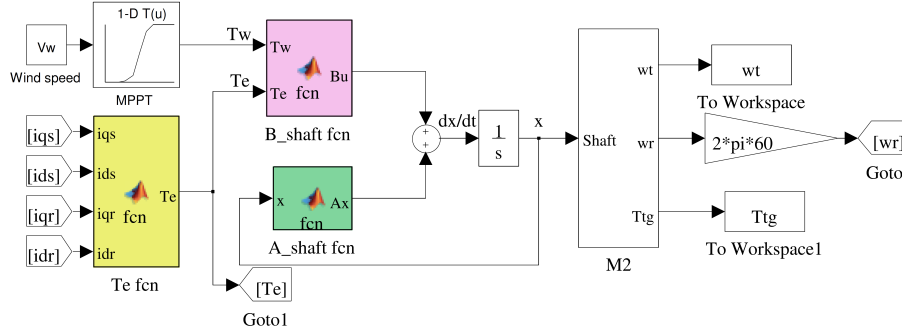 1-D T(u)
Vw
Wind speed
MPPT
Tw
Te
Tw
Te
fcn
Bu
B_shaft fcn
[iqs]
[ids]
[iqr]
[idr]
iqs
ids
iqr
idr
fcn
Te
Te fcn
x
fcn
Ax
A_shaft fcn
[Te]
Goto1
+
+
dx/dt
1
s
x
Shaft
wt
wr
Ttg
M2
wt
To Workspace
2*pi*60
[wr]
Goto
Ttg
To Workspace1